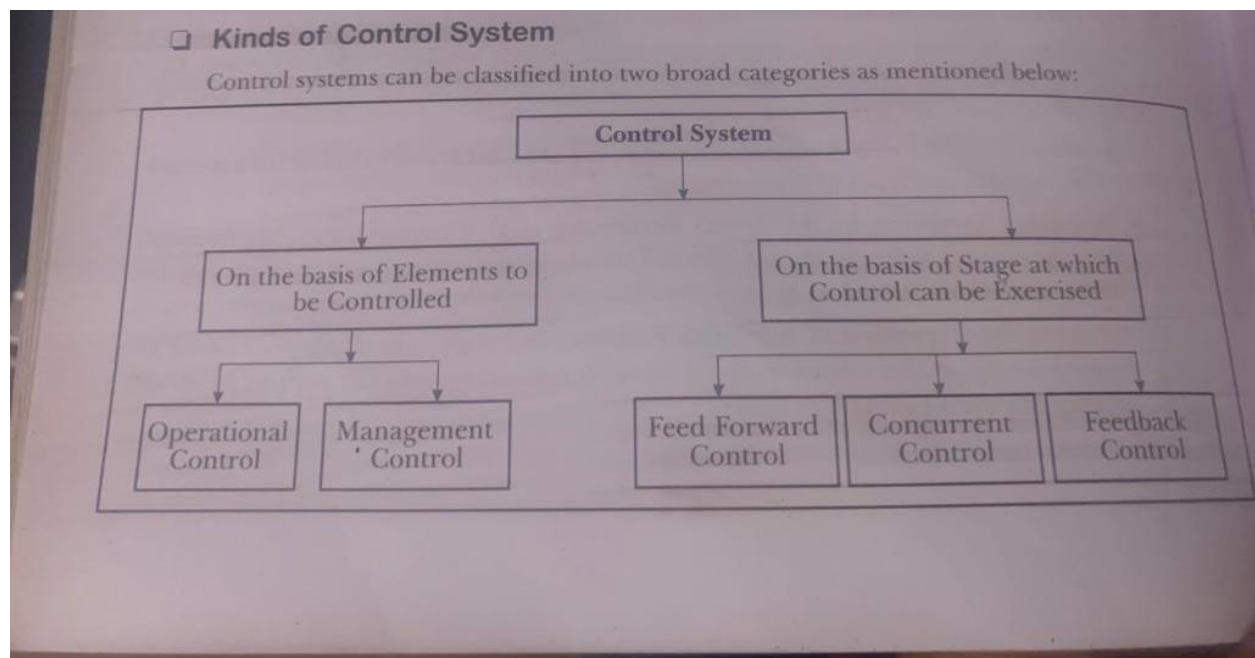 ❑ Kinds of Control System
Control systems can be classified into two broad categories as mentioned below:
Control System
On the basis of Elements to
be Controlled
On the basis of Stage at which
Control can be Exercised
Operational
Control
Management
Control
Feed Forward
Control
Concurrent
Control
Feedback
Control